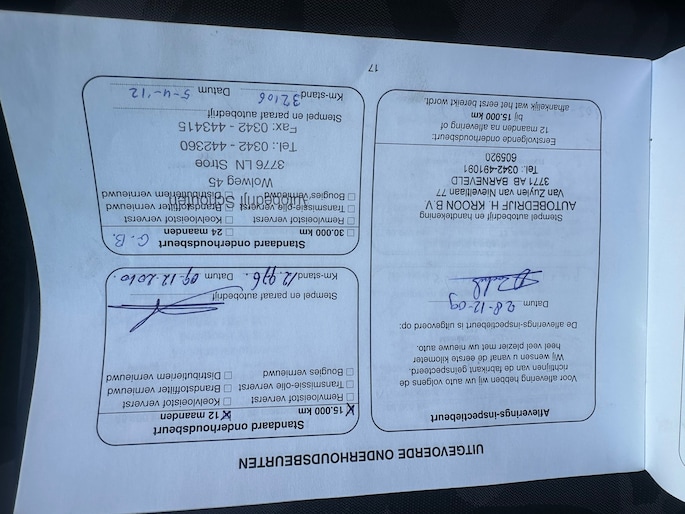 UITGEVOERDE ONDERHOUDSBEURTEN
Afleverings-inspectiebeurt
Voor aflevering hebben wij uw auto volgens de
richtlijnen van de fabrikant geïnspecteerd.
Wij wensen u vanaf de eerste kilometer
heel veel plezier met uw nieuwe auto.
De afleverings-inspectiebeurt is uitgevoerd op:
Datum 28-12-09
Stempel autobedrijf en handtekening
AUTOBEDRIJF H. KROON B.V.
Van Zuylen van Nieveltlaan 77
3771 AB BARNEVELD
Tel.: 0342-491091
605920
Eerstvolgende onderhoudsbeurt:
12 maanden na aflevering of
bij 15.000 km
afhankelijk wat het eerst bereikt wordt.
Standaard onderhoudsbeurt
15.000 km 12 maanden
Remvloeistof ververst Koelvloeistof ververst
Transmissie-olie ververst Brandstoffilter vernieuwd
Bougies vernieuwd Distributieriem vernieuwd
Stempel en paraaf autobedrijf
Km-stand 12.976. Datum 09-12-2010.
Standaard onderhoudsbeurt
30.000 km 24 maanden G.B.
Remvloeistof ververst Koelvloeistof ververst
Transmissie-olie ververst Brandstoffilter vernieuwd
Autobedrijf Schouten
Bougies vernieuwd Distributieriem vernieuwd
Wolweg 45
3776 LN Stroe
Tel.: 0342 - 442360
Fax: 0342 - 443415
Stempel en paraaf autobedrijf
Km-stand 32106 Datum 5-4-'12
17